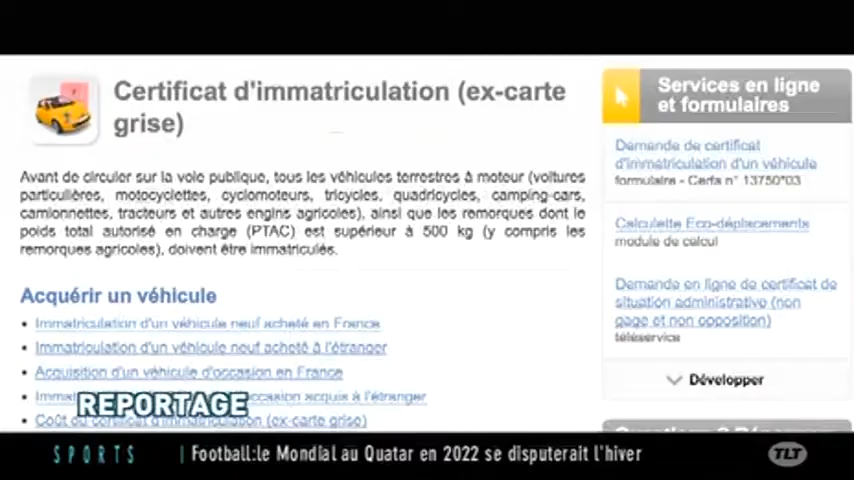 Certificat d'immatriculation (ex-carte
grise)
Avant de circuler sur la voie publique, tous les véhicules terrestres à moteur (voitures
particulières, motocyclettes, cyclomoteurs, tricycles, quadricycles, camping-cars,
camionnettes, tracteurs et autres engins agricoles), ainsi que les remorques dont le
poids total autorisé en charge (PTAC) est supérieur à 500 kg (y compris les
remorques agricoles), doivent être immatriculés.
Acquérir un véhicule
• Immatriculation d'un véhicule neuf acheté en France
• Immatriculation d'un véhicule neuf acheté à l'étranger
• Acquisition d'un véhicule d'occasion en France
• occasion acquis à l'étranger
• Coût du certificat d'immatriculation (ex-carte grise)
Services en ligne
et formulaires
Demande de certificat
d'immatriculation d'un véhicule
formulaire - Cerfa n° 13750*03
Calculette Eco-déplacements
module de calcul
Demande en ligne de certificat de
situation administrative (non
gage et non opposition)
téléservice
Développer
REPORTAGE
SPORTS | Football:le Mondial au Quatar en 2022 se disputerait l'hiver
TLT